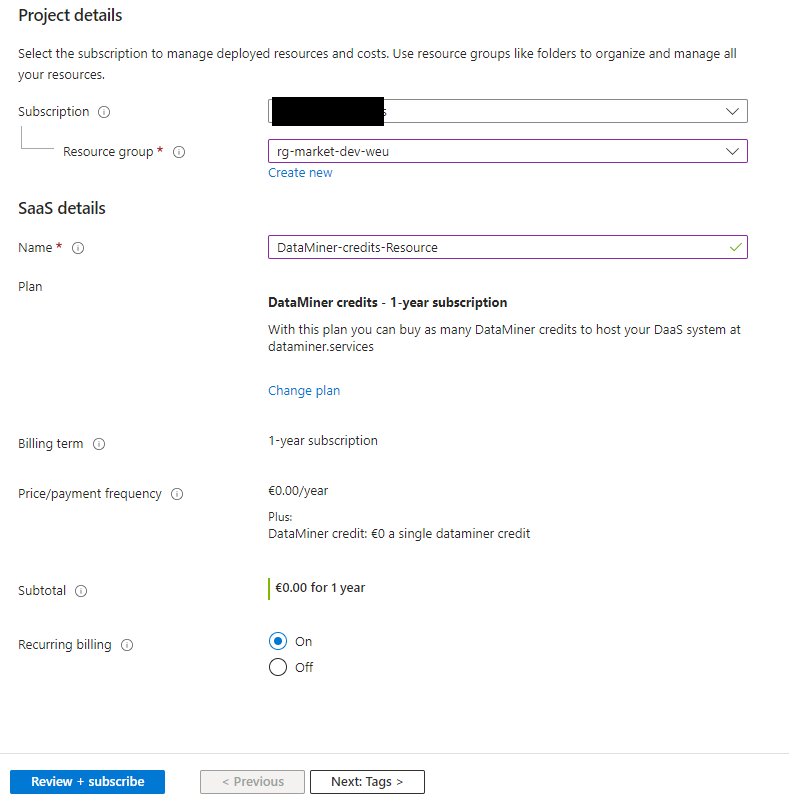 Project details
Select the subscription to manage deployed resources and costs. Use resource groups like folders to organize and manage all
your resources.
Subscription
Resource group *
rg-market-dev-weu
Create new
SaaS details
Name *
DataMiner-credits-Resource
Plan
DataMiner credits - 1-year subscription
With this plan you can buy as many DataMiner credits to host your DaaS system at
dataminer.services
Change plan
Billing term
1-year subscription
Price/payment frequency
€0.00/year
Plus:
DataMiner credit: €0 a single dataminer credit
Subtotal
€0.00 for 1 year
Recurring billing
On
Off
Review + subscribe
< Previous
Next: Tags >